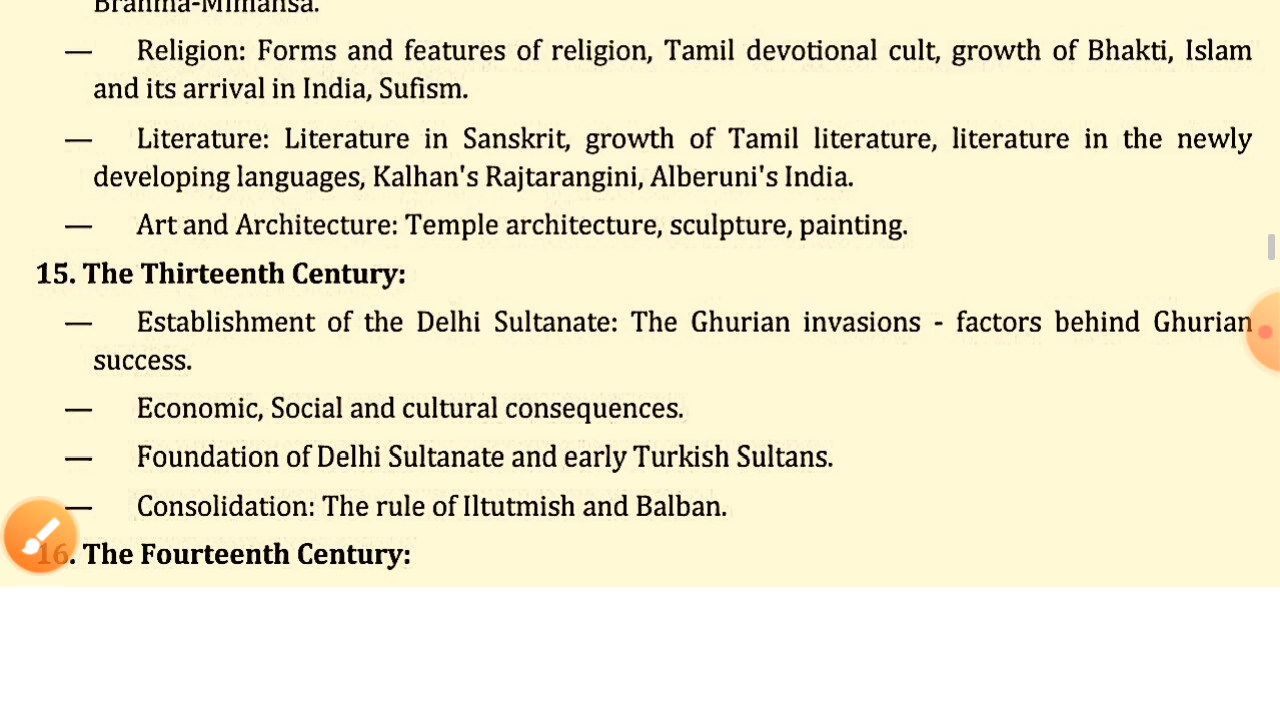 Brahma-Mimansa.
— Religion: Forms and features of religion, Tamil devotional cult, growth of Bhakti, Islam
and its arrival in India, Sufism.
— Literature: Literature in Sanskrit, growth of Tamil literature, literature in the newly
developing languages, Kalhan's Rajtarangini, Alberuni's India.
— Art and Architecture: Temple architecture, sculpture, painting.
15. The Thirteenth Century:
— Establishment of the Delhi Sultanate: The Ghurian invasions - factors behind Ghurian
success.
— Economic, Social and cultural consequences.
— Foundation of Delhi Sultanate and early Turkish Sultans.
— Consolidation: The rule of Iltutmish and Balban.
16. The Fourteenth Century: